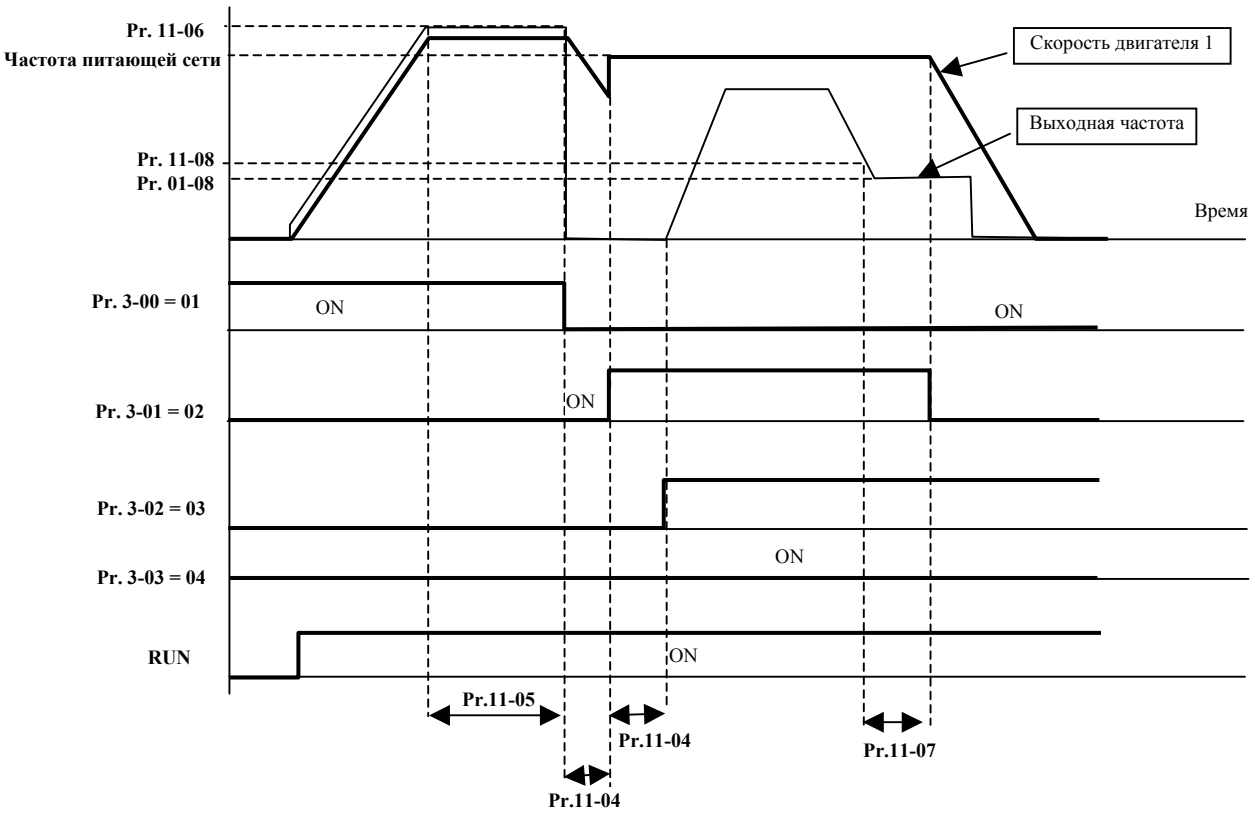 Pr. 11-06
Частота питающей сети
Скорость двигателя 1
Выходная частота
Pr. 11-08
Pr. 01-08
Время
Pr. 3-00 = 01
ON
ON
Pr. 3-01 = 02
ON
Pr. 3-02 = 03
ON
Pr. 3-03 = 04
RUN
ON
Pr.11-05
Pr.11-04
Pr.11-07
Pr.11-04